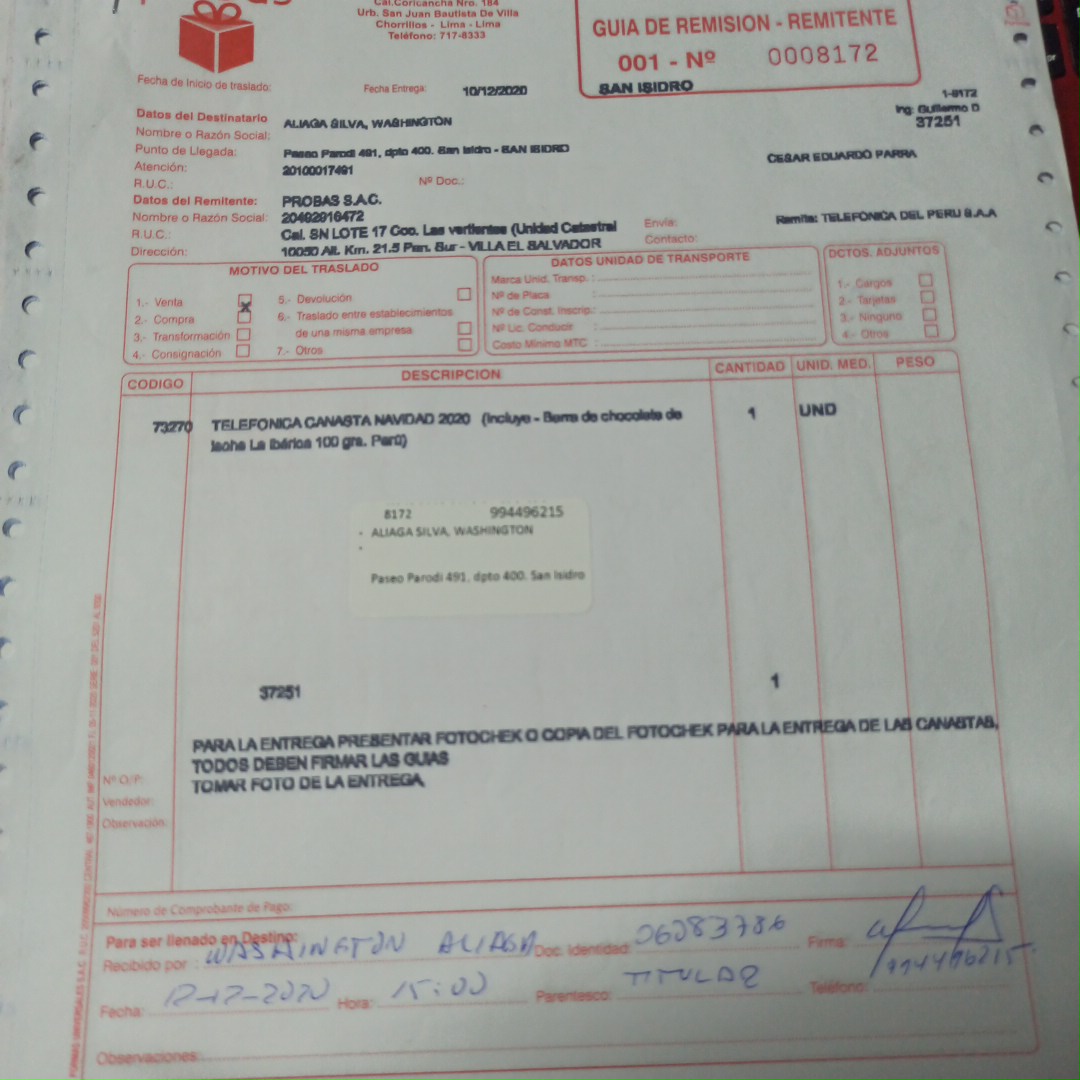 Cal.Coricancha Nro. 184
Urb. San Juan Bautista De Villa
Chorrillos - Lima - Lima
Teléfono: 717-8333
GUIA DE REMISION - REMITENTE
001 - Nº 0008172
Fecha de Inicio de traslado:
Fecha Entrega: 10/12/2020
SAN ISIDRO
1-8172
Ing: Guillermo D
37251
Datos del Destinatario
Nombre o Razón Social: ALIAGA SILVA, WASHINGTON
Punto de Llegada: Paseo Parodi 491, dpto 400. San Isidro - SAN ISIDRO
CESAR EDUARDO PARRA
Atención: 20100017491
R.U.C.: Nº Doc.:
Datos del Remitente: PROBAS S.A.C.
Nombre o Razón Social: 20492916472
R.U.C.: Cal. SN LOTE 17 Coo. Las vertientes (Unidad Catastral
Dirección: 10050 Alt. Km. 21.5 Pan. Sur - VILLA EL SALVADOR
Envia:
Contacto:
Remite: TELEFONICA DEL PERU S.A.A
MOTIVO DEL TRASLADO
1.- Venta X
2.- Compra
3.- Transformación
4.- Consignación
5.- Devolución
6.- Traslado entre establecimientos
de una misma empresa
7.- Otros
DATOS UNIDAD DE TRANSPORTE
Marca Unid. Transp. :
Nº de Placa :
Nº de Const. Inscrip.:
Nº Lic. Conducir :
Costo Mínimo MTC :
DCTOS. ADJUNTOS
1.- Cargos
2.- Tarjetas
3.- Ninguno
4.- Otros
CODIGO DESCRIPCION CANTIDAD UNID. MED. PESO
73270 TELEFONICA CANASTA NAVIDAD 2020 (Incluye - Barra de chocolate de 1 UND
leche La Ibérica 100 grs. Perú)
8172 994496215
- ALIAGA SILVA, WASHINGTON
-
Paseo Parodi 491, dpto 400. San Isidro
37251 1
PARA LA ENTREGA PRESENTAR FOTOCHEK O COPIA DEL FOTOCHEK PARA LA ENTREGA DE LAS CANASTAS,
TODOS DEBEN FIRMAR LAS GUIAS
TOMAR FOTO DE LA ENTREGA
Nº O/P:
Vendedor:
Observación:
Número de Comprobante de Pago:
Para ser llenado en Destino:
Recibido por : WASHINGTON ALIAGA Doc. Identidad: 06283786 Firma:
Fecha: 12-12-2020 Hora: 15:00 Parentesco: TITULAR Teléfono: 994496215
Observaciones: